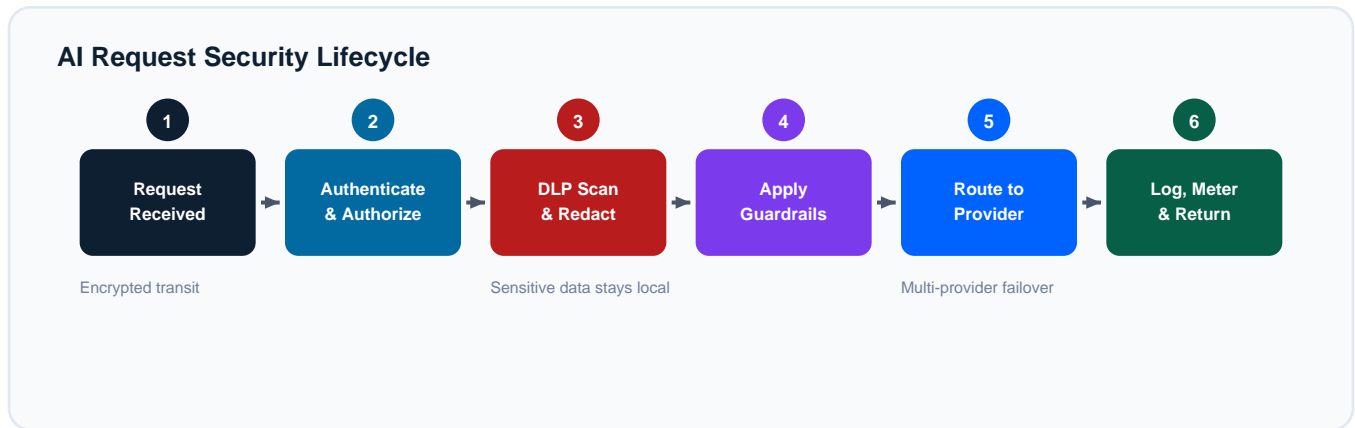 AI Request Security Lifecycle
1
2
3
4
5
6
Request
Received
Authenticate
& Authorize
DLP Scan
& Redact
Apply
Guardrails
Route to
Provider
Log, Meter
& Return
Encrypted transit
Sensitive data stays local
Multi-provider failover